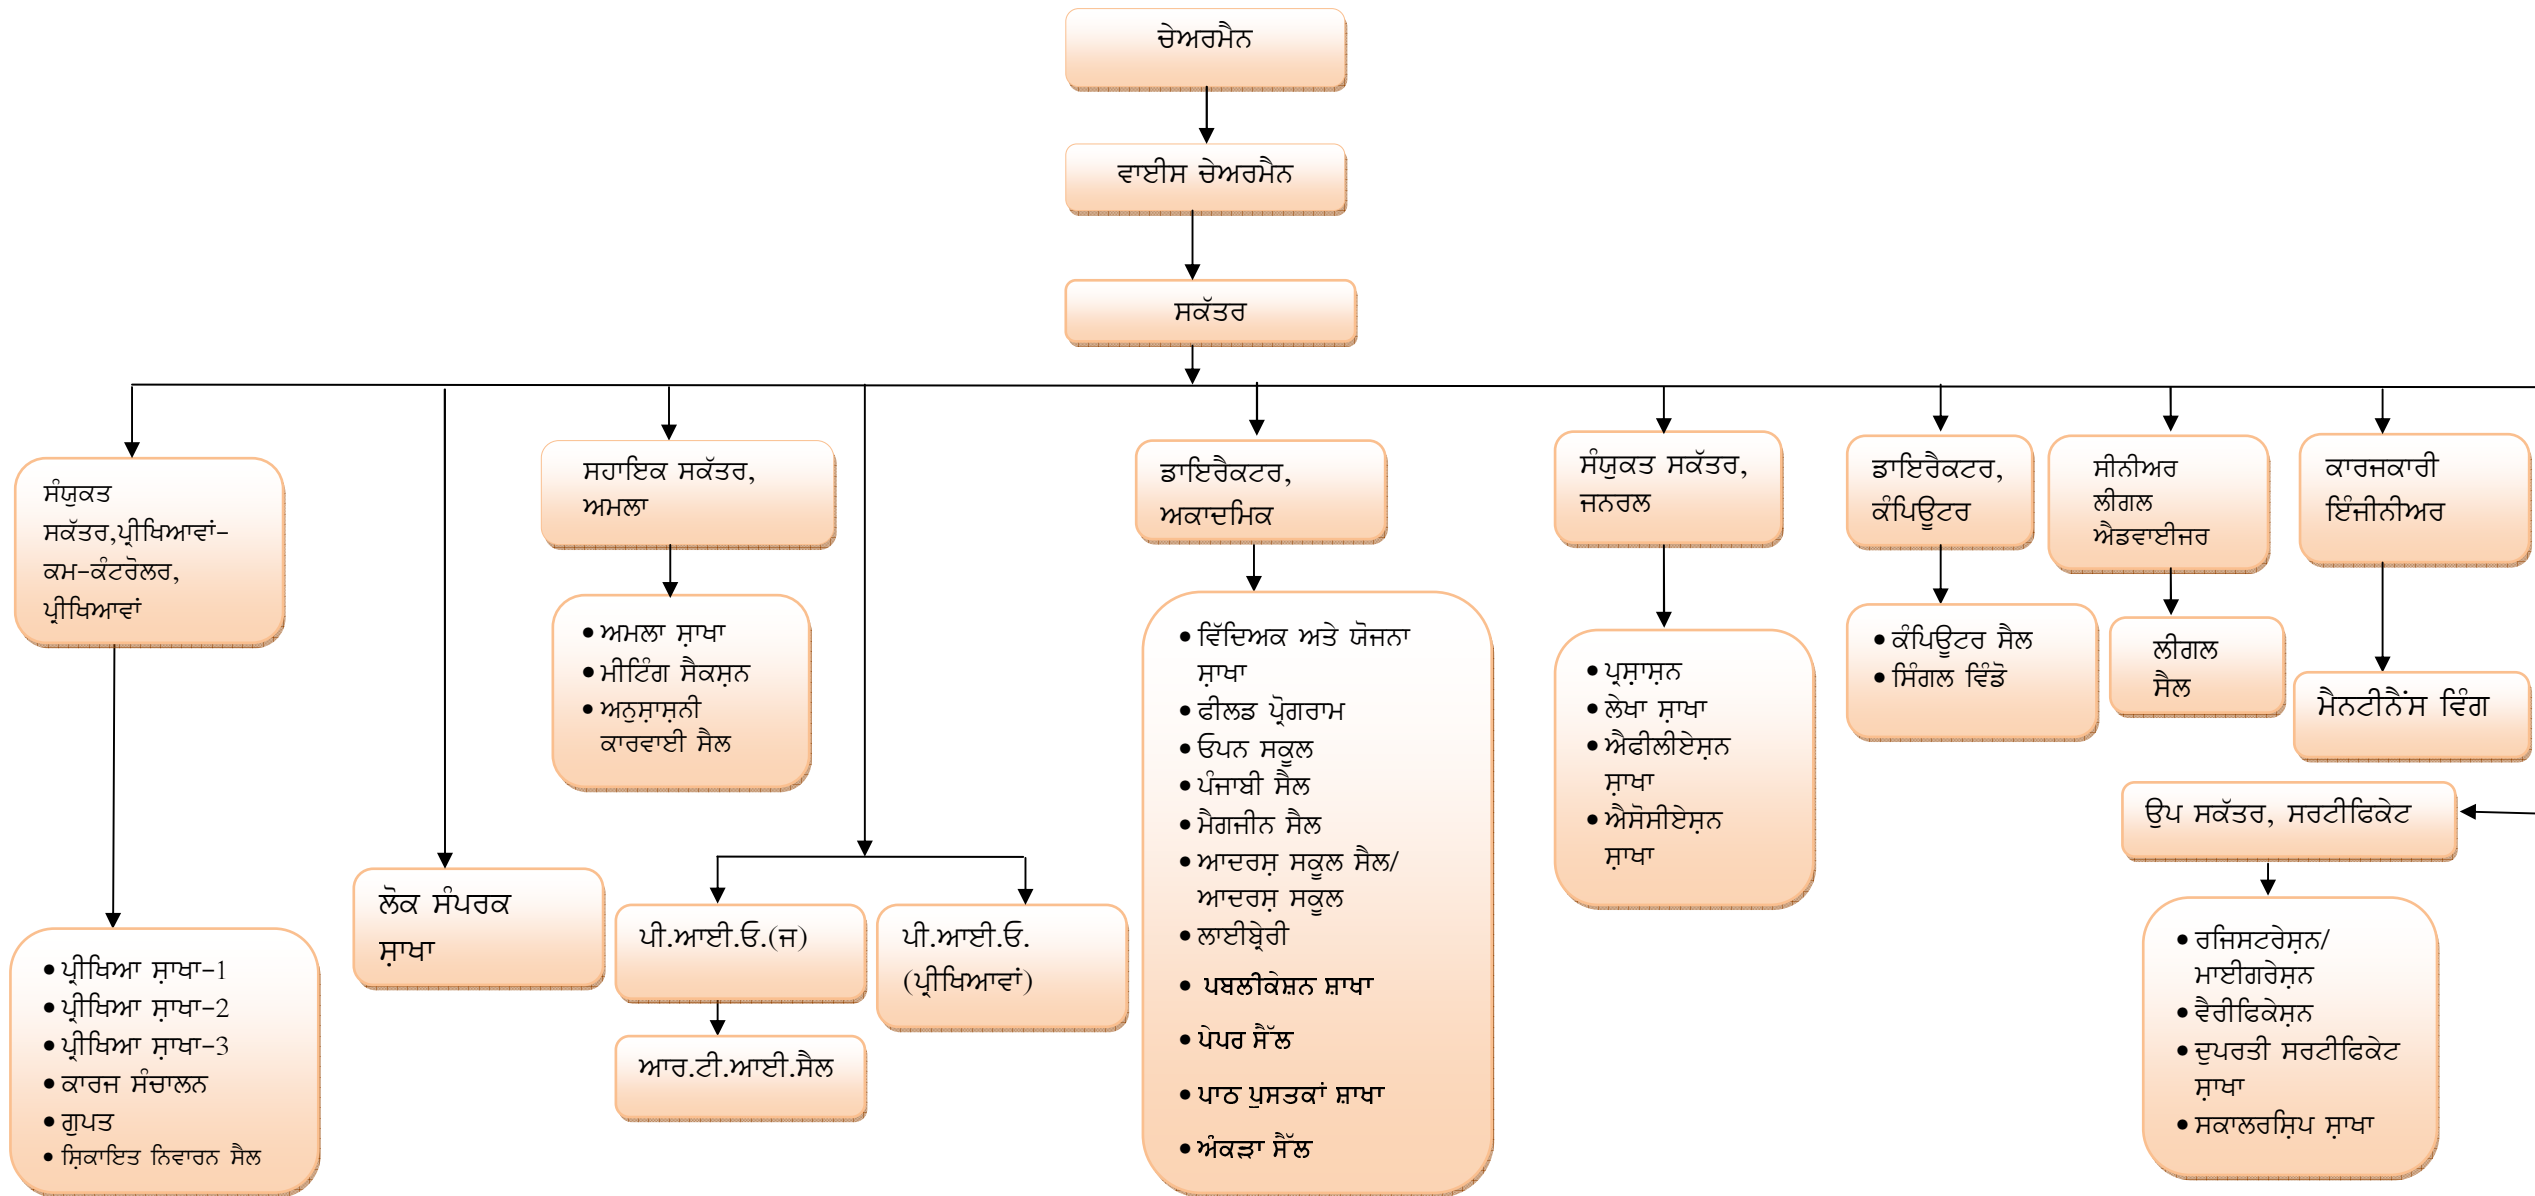 ਚੇਅਰਮੈਨ
ਵਾਈਸ ਚੇਅਰਮੈਨ
ਸਕੱਤਰ
ਸੰਯੁਕਤ
ਸਕੱਤਰ,ਪ੍ਰੀਖਿਆਵਾਂ-
ਕਮ-ਕੰਟਰੋਲਰ,
ਪ੍ਰੀਖਿਆਵਾਂ
• ਪ੍ਰੀਖਿਆ ਸ਼ਾਖਾ-1
• ਪ੍ਰੀਖਿਆ ਸ਼ਾਖਾ-2
• ਪ੍ਰੀਖਿਆ ਸ਼ਾਖਾ-3
• ਕਾਰਜ ਸੰਚਾਲਨ
• ਗੁਪਤ
• ਸ਼ਿਕਾਇਤ ਨਿਵਾਰਨ ਸੈਲ
ਲੋਕ ਸੰਪਰਕ
ਸ਼ਾਖਾ
ਸਹਾਇਕ ਸਕੱਤਰ,
ਅਮਲਾ
• ਅਮਲਾ ਸ਼ਾਖਾ
• ਮੀਟਿੰਗ ਸੈਕਸ਼ਨ
• ਅਨੁਸ਼ਾਸ਼ਨੀ
ਕਾਰਵਾਈ ਸੈਲ
ਪੀ.ਆਈ.ਓ.(ਜ)
ਆਰ.ਟੀ.ਆਈ.ਸੈਲ
ਪੀ.ਆਈ.ਓ.
(ਪ੍ਰੀਖਿਆਵਾਂ)
ਡਾਇਰੈਕਟਰ,
ਅਕਾਦਮਿਕ
• ਵਿੱਦਿਅਕ ਅਤੇ ਯੋਜਨਾ
ਸ਼ਾਖਾ
• ਫੀਲਡ ਪ੍ਰੋਗਰਾਮ
• ਓਪਨ ਸਕੂਲ
• ਪੰਜਾਬੀ ਸੈਲ
• ਮੈਗਜੀਨ ਸੈਲ
• ਆਦਰਸ਼ ਸਕੂਲ ਸੈਲ/
ਆਦਰਸ਼ ਸਕੂਲ
• ਲਾਈਬ੍ਰੇਰੀ
• ਪਬਲੀਕੇਸ਼ਨ ਸ਼ਾਖਾ
• ਪੇਪਰ ਸੈੱਲ
• ਪਾਠ ਪੁਸਤਕਾਂ ਸ਼ਾਖਾ
• ਅੰਕੜਾ ਸੈੱਲ
ਸੰਯੁਕਤ ਸਕੱਤਰ,
ਜਨਰਲ
• ਪ੍ਰਸ਼ਾਸ਼ਨ
• ਲੇਖਾ ਸ਼ਾਖਾ
• ਐਫੀਲੀਏਸ਼ਨ
ਸ਼ਾਖਾ
• ਐਸੋਸੀਏਸ਼ਨ
ਸ਼ਾਖਾ
ਡਾਇਰੈਕਟਰ,
ਕੰਪਿਊਟਰ
• ਕੰਪਿਊਟਰ ਸੈਲ
• ਸਿੰਗਲ ਵਿੰਡੋ
ਸੀਨੀਅਰ
ਲੀਗਲ
ਐਡਵਾਈਜਰ
ਲੀਗਲ
ਸੈਲ
ਕਾਰਜਕਾਰੀ
ਇੰਜੀਨੀਅਰ
ਮੈਨਟੀਨੈਂਸ ਵਿੰਗ
ਉਪ ਸਕੱਤਰ, ਸਰਟੀਫਿਕੇਟ
• ਰਜਿਸਟਰੇਸ਼ਨ/
ਮਾਈਗਰੇਸ਼ਨ
• ਵੈਰੀਫਿਕੇਸ਼ਨ
• ਦੁਪਰਤੀ ਸਰਟੀਫਿਕੇਟ
ਸ਼ਾਖਾ
• ਸਕਾਲਰਸ਼ਿਪ ਸ਼ਾਖਾ